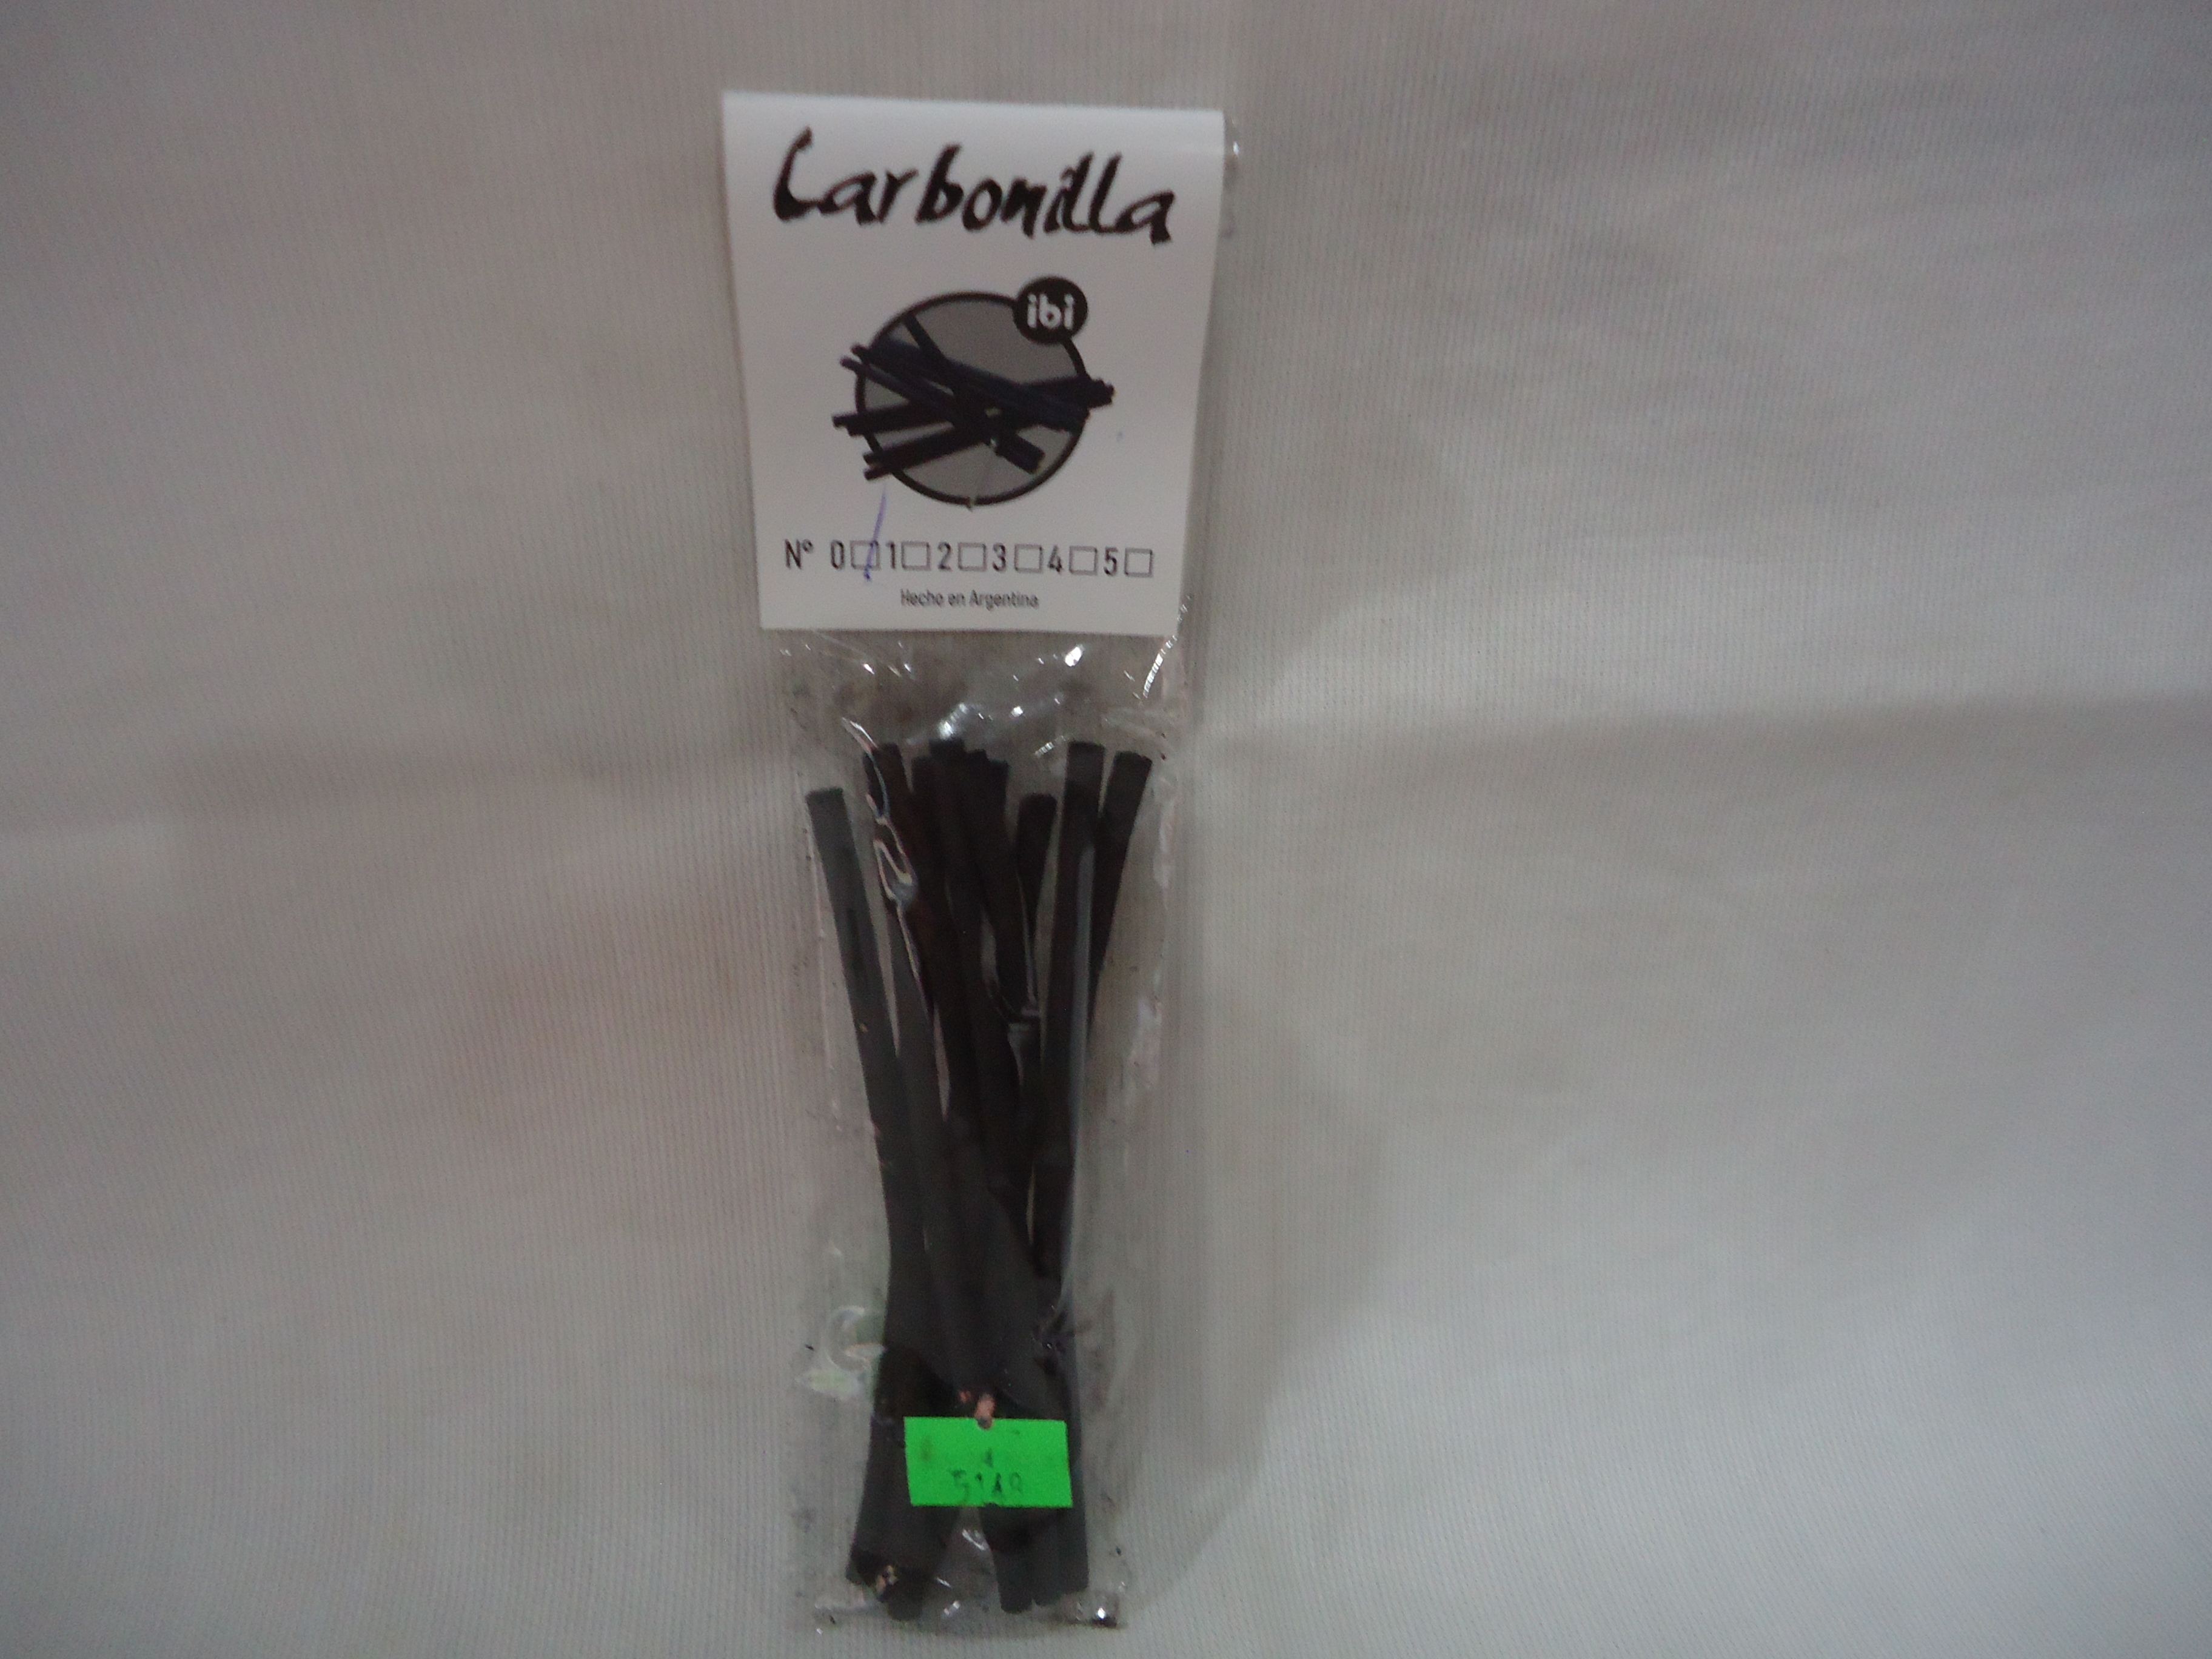 Carbonilla
ibi
Nº 0☐1☐2☐3☐4☐5☐
Hecho en Argentina